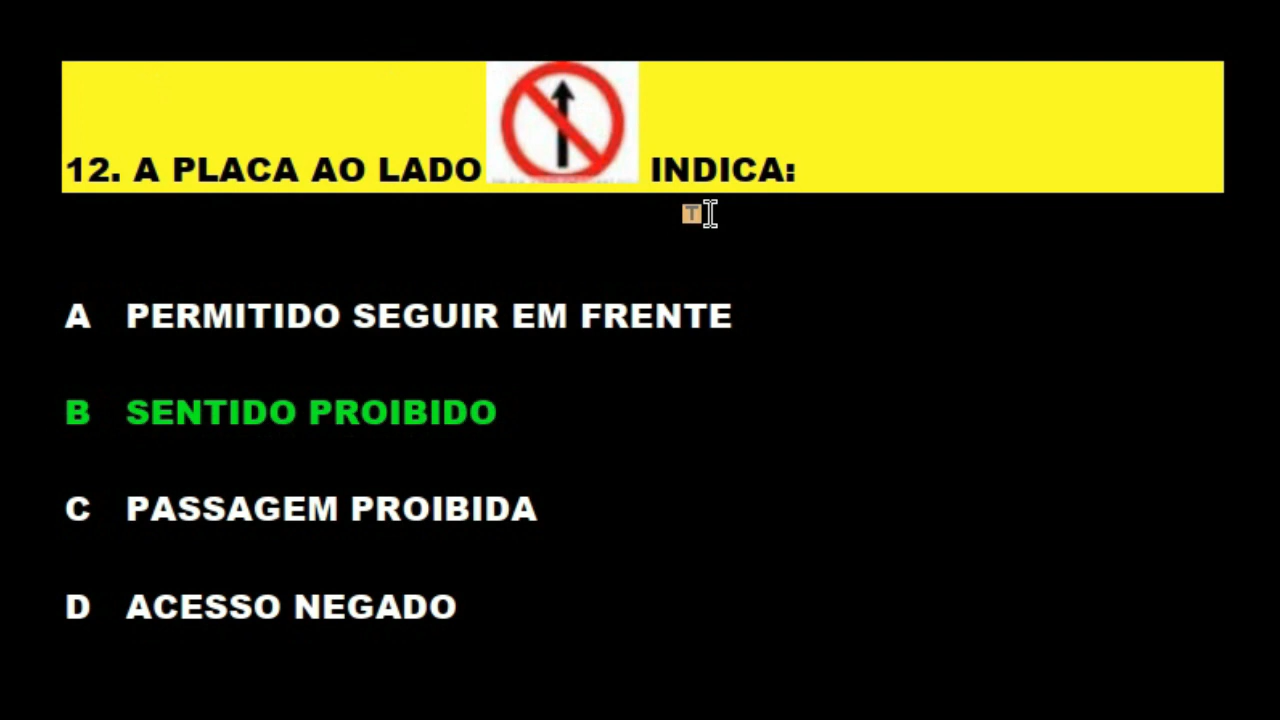 12. A PLACA AO LADO INDICA:
T
A PERMITIDO SEGUIR EM FRENTE
B SENTIDO PROIBIDO
C PASSAGEM PROIBIDA
D ACESSO NEGADO